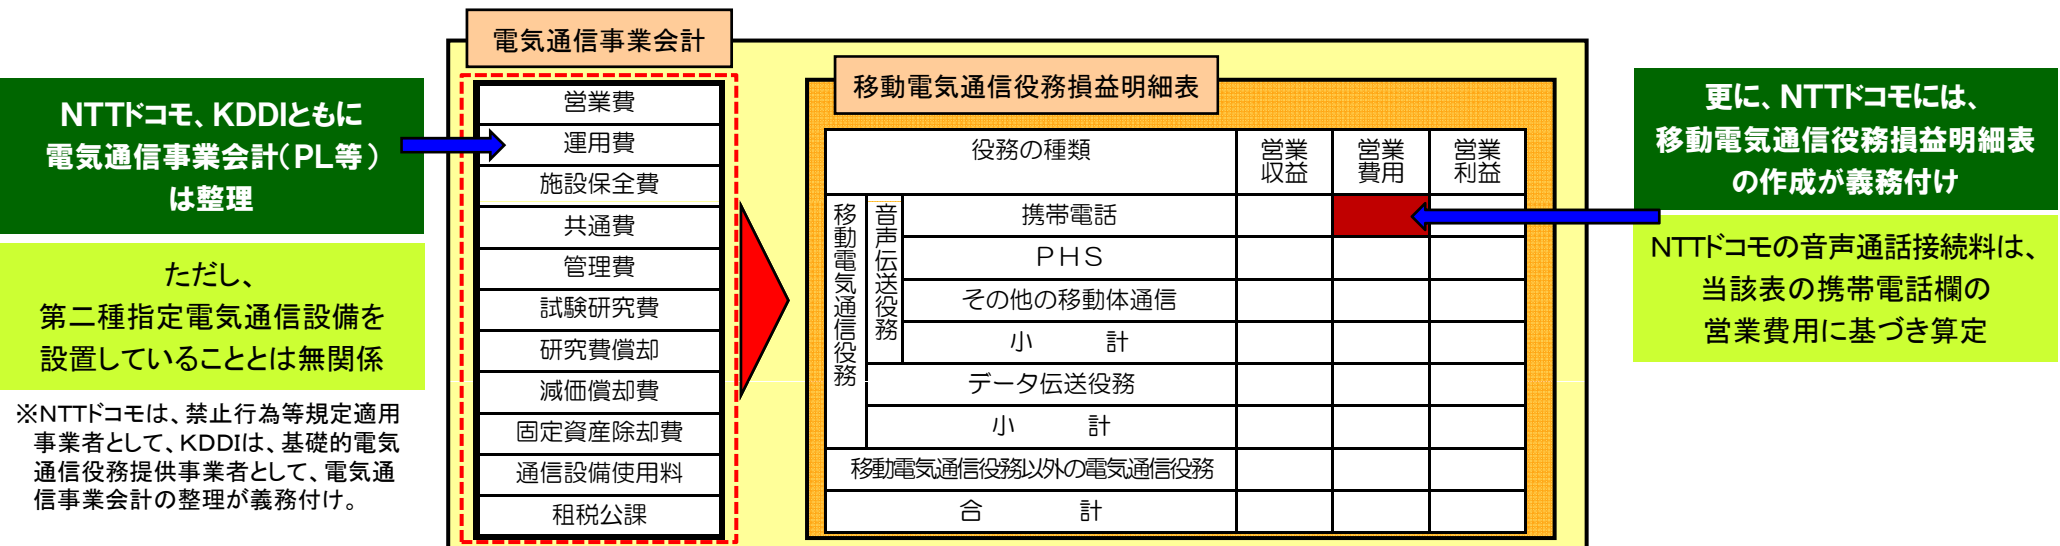 電気通信事業会計
NTTドコモ、KDDIともに
電気通信事業会計(PL等)
は整理
ただし、
第二種指定電気通信設備を
設置していることとは無関係
※NTTドコモは、禁止行為等規定適用
事業者として、KDDIは、基礎的電気
通信役務提供事業者として、電気通
信事業会計の整理が義務付け。
営業費
運用費
施設保全費
共通費
管理費
試験研究費
研究費償却
減価償却費
固定資産除却費
通信設備使用料
租税公課
移動電気通信役務損益明細表
役務の種類
営業
収益
営業
費用
営業
利益
移動電気通信役務
音声伝送役務
携帯電話
PHS
その他の移動体通信
小　計
データ伝送役務
小　計
移動電気通信役務以外の電気通信役務
合　計
更に、NTTドコモには、
移動電気通信役務損益明細表
の作成が義務付け
NTTドコモの音声通話接続料は、
当該表の携帯電話欄の
営業費用に基づき算定